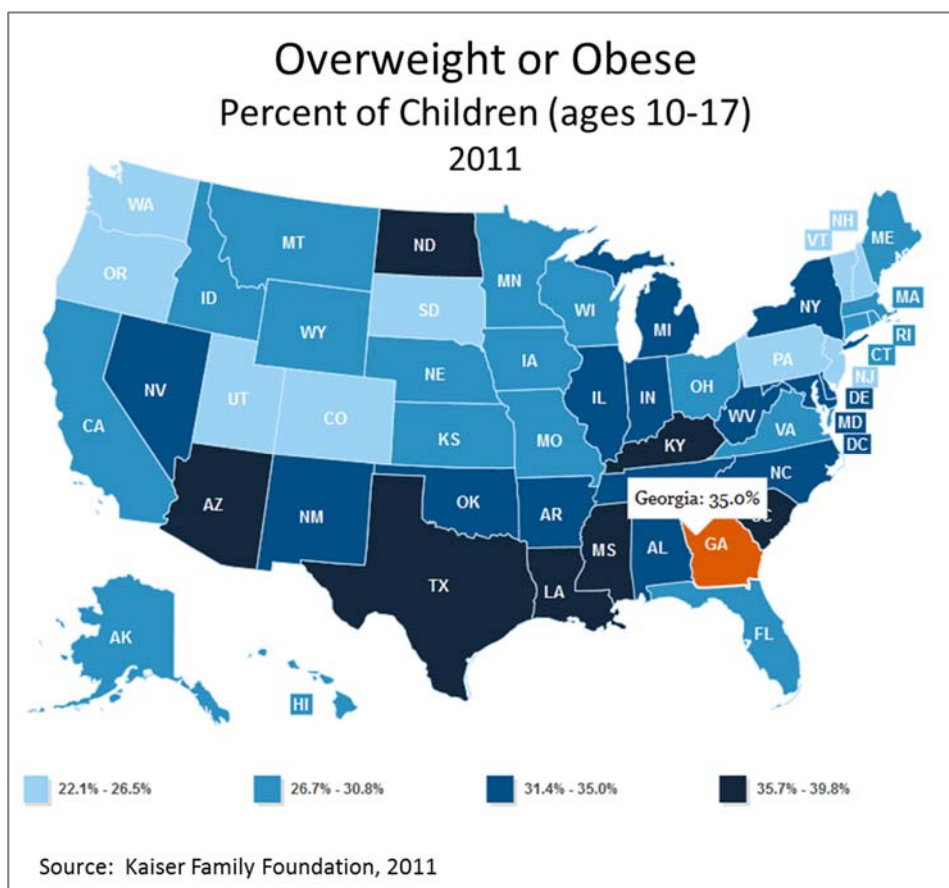 Overweight or Obese
Percent of Children (ages 10-17)
2011
WA
MT
ND
MN
VT
NH
ME
OR
ID
SD
WI
NY
MA
WY
MI
RI
IA
PA
CT
NV
NE
NJ
UT
CO
IL
IN
OH
DE
CA
KS
MO
WV
VA
MD
KY
DC
NC
AZ
NM
OK
AR
Georgia: 35.0%
MS
AL
GA
TX
LA
AK
FL
HI
22.1% - 26.5%
26.7% - 30.8%
31.4% - 35.0%
35.7% - 39.8%
Source: Kaiser Family Foundation, 2011